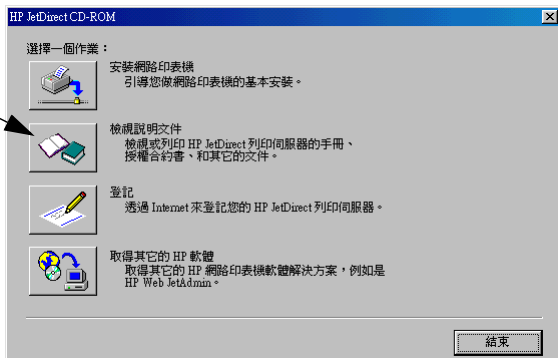 HP JetDirect CD-ROM
選擇一個作業：
安裝網路印表機
引導您做網路印表機的基本安裝。
檢視說明文件
檢視或列印 HP JetDirect 列印伺服器的手冊、
授權合約書、和其它的文件。
登記
透過 Internet 來登記您的 HP JetDirect 列印伺服器。
取得其它的 HP 軟體
取得其它的 HP 網路印表機軟體解決方案，例如是
HP Web JetAdmin。
結束